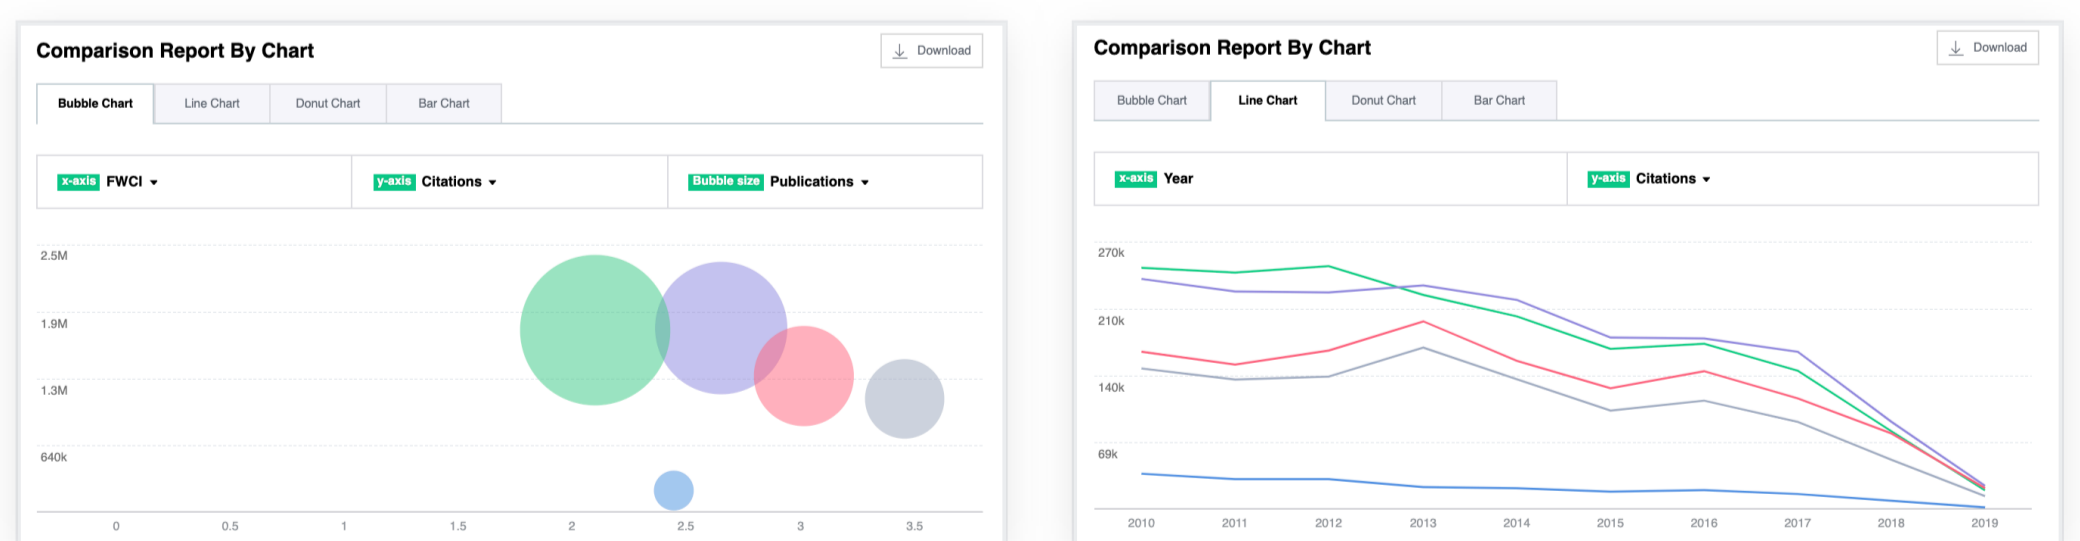 Comparison Report By Chart
Download
Bubble Chart Line Chart Donut Chart Bar Chart
x-axis FWCI y-axis Citations Bubble size Publications
2.5M
1.9M
1.3M
640k
0 0.5 1 1.5 2 2.5 3 3.5
Comparison Report By Chart
Download
Bubble Chart Line Chart Donut Chart Bar Chart
x-axis Year y-axis Citations
270k
210k
140k
69k
2010 2011 2012 2013 2014 2015 2016 2017 2018 2019